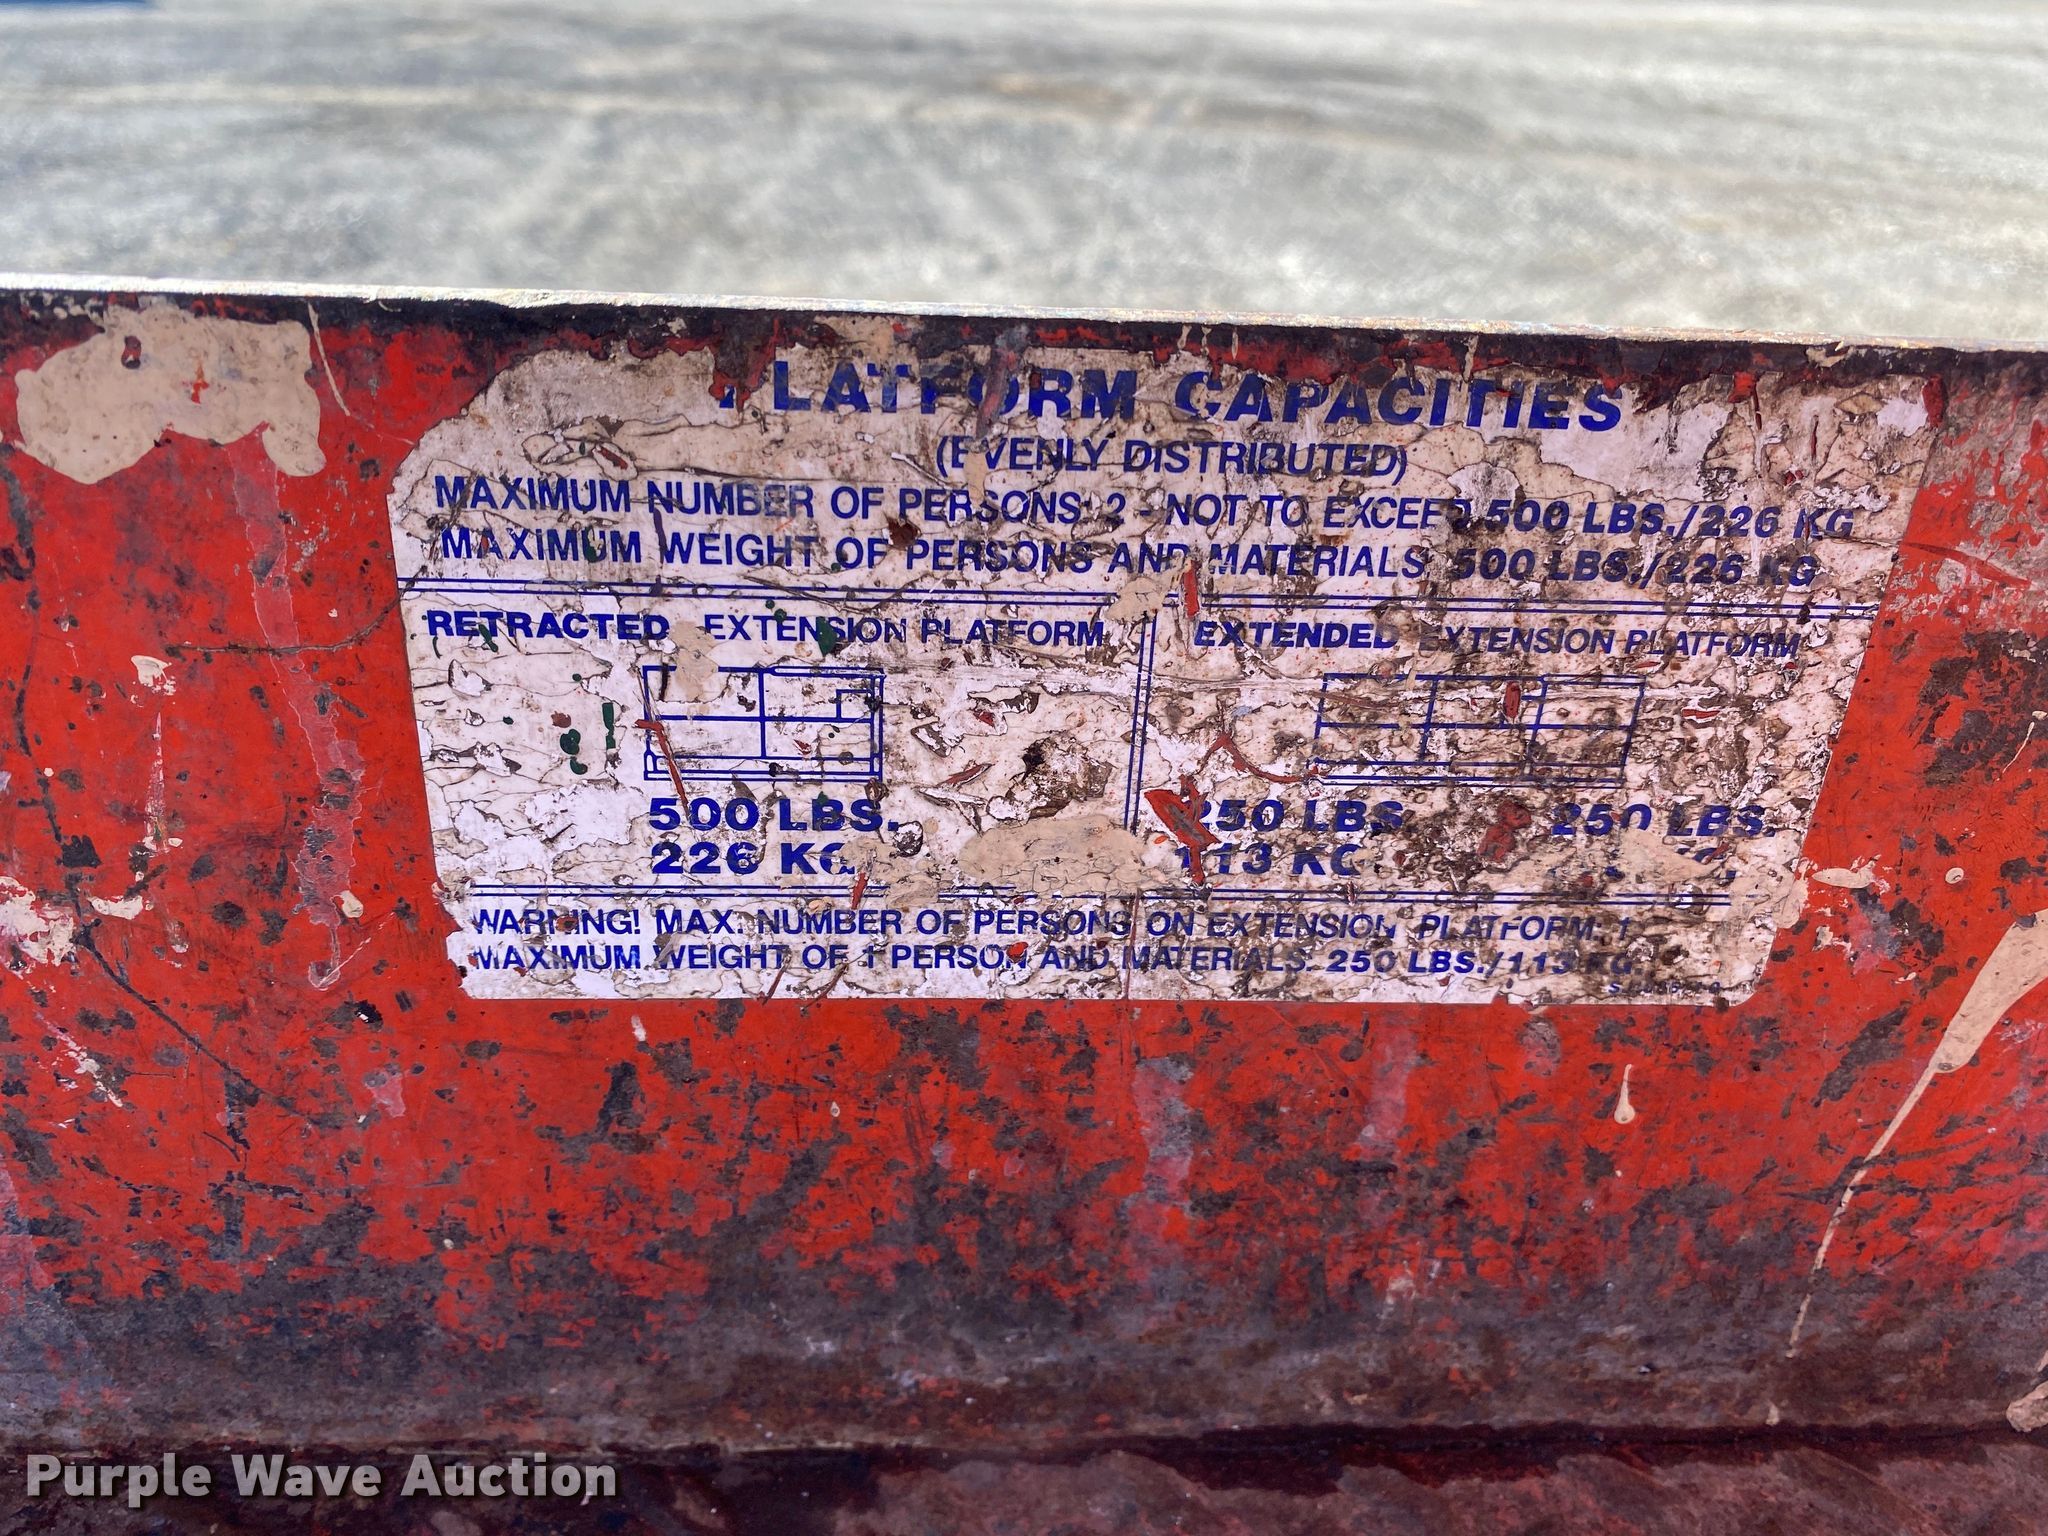 PLATFORM CAPACITIES
(EVENLY DISTRIBUTED)
MAXIMUM NUMBER OF PERSONS: 2 - NOT TO EXCEED 500 LBS./226 KG
MAXIMUM WEIGHT OF PERSONS AND MATERIALS: 500 LBS./226 KG
RETRACTED EXTENSION PLATFORM
500 LBS.
226 KG
EXTENDED EXTENSION PLATFORM
250 LBS. 250 LBS.
113 KG
WARNING! MAX. NUMBER OF PERSONS ON EXTENSION PLATFORM: 1
MAXIMUM WEIGHT OF 1 PERSON AND MATERIALS: 250 LBS./113 KG.
Purple Wave Auction